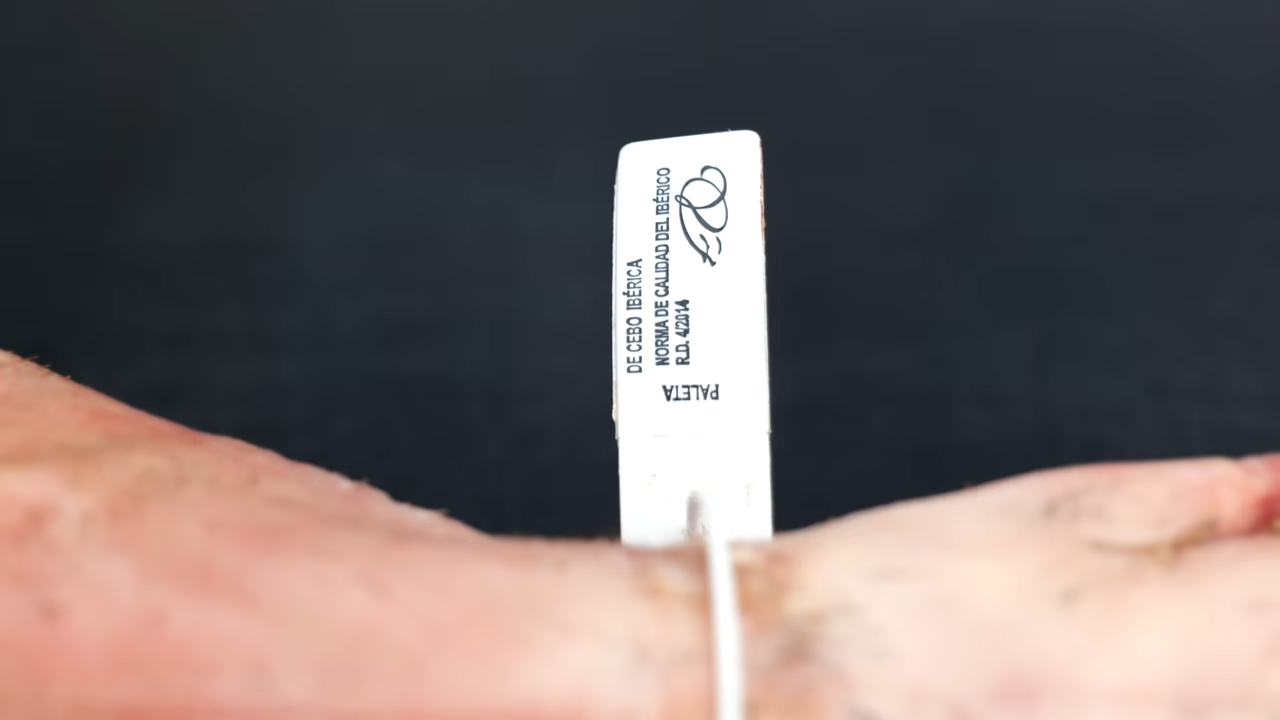 DE CEBO IBÉRICA
NORMA DE CALIDAD DEL IBÉRICO
R.D. 4/2014
PALETA